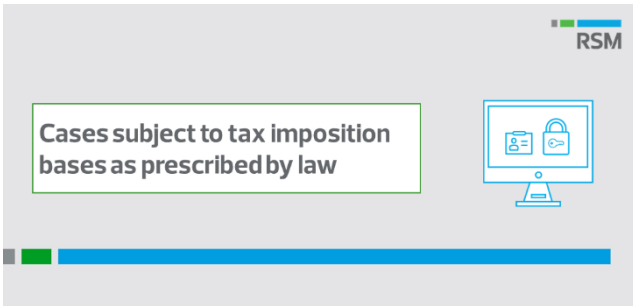 RSM
Cases subject to tax imposition
bases as prescribed by law